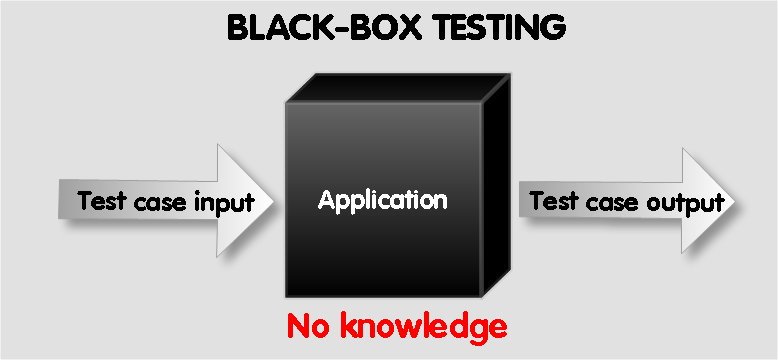 BLACK-BOX TESTING
Test case input
Application
Test case output
No knowledge